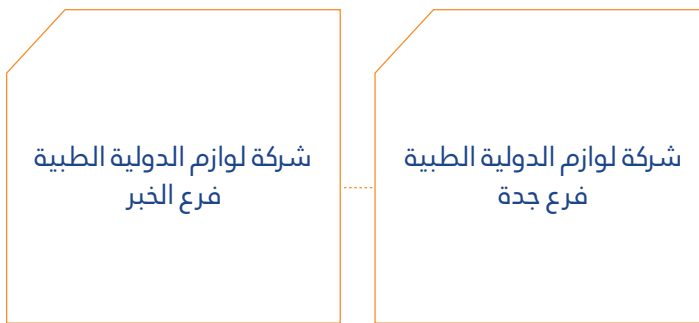 شركة لوازم الدولية الطبية
فرع جدة
شركة لوازم الدولية الطبية
فرع الخبر